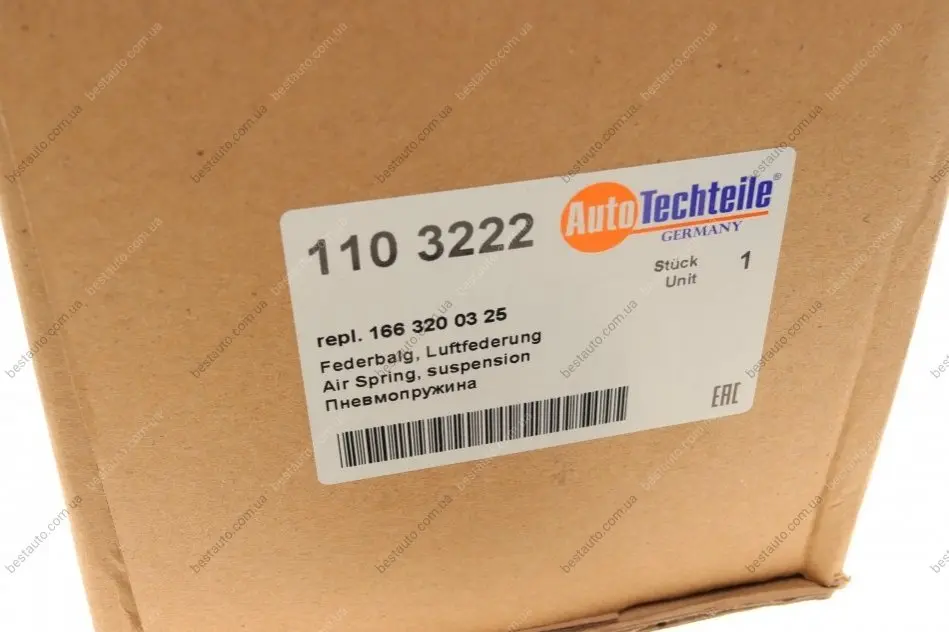 110 3222
AutoTechteile®
GERMANY
Stück 1
Unit
repl. 166 320 03 25
Federbalg, Luftfederung
Air Spring, suspension
Пневмопружина
EAC
bestauto.com.ua